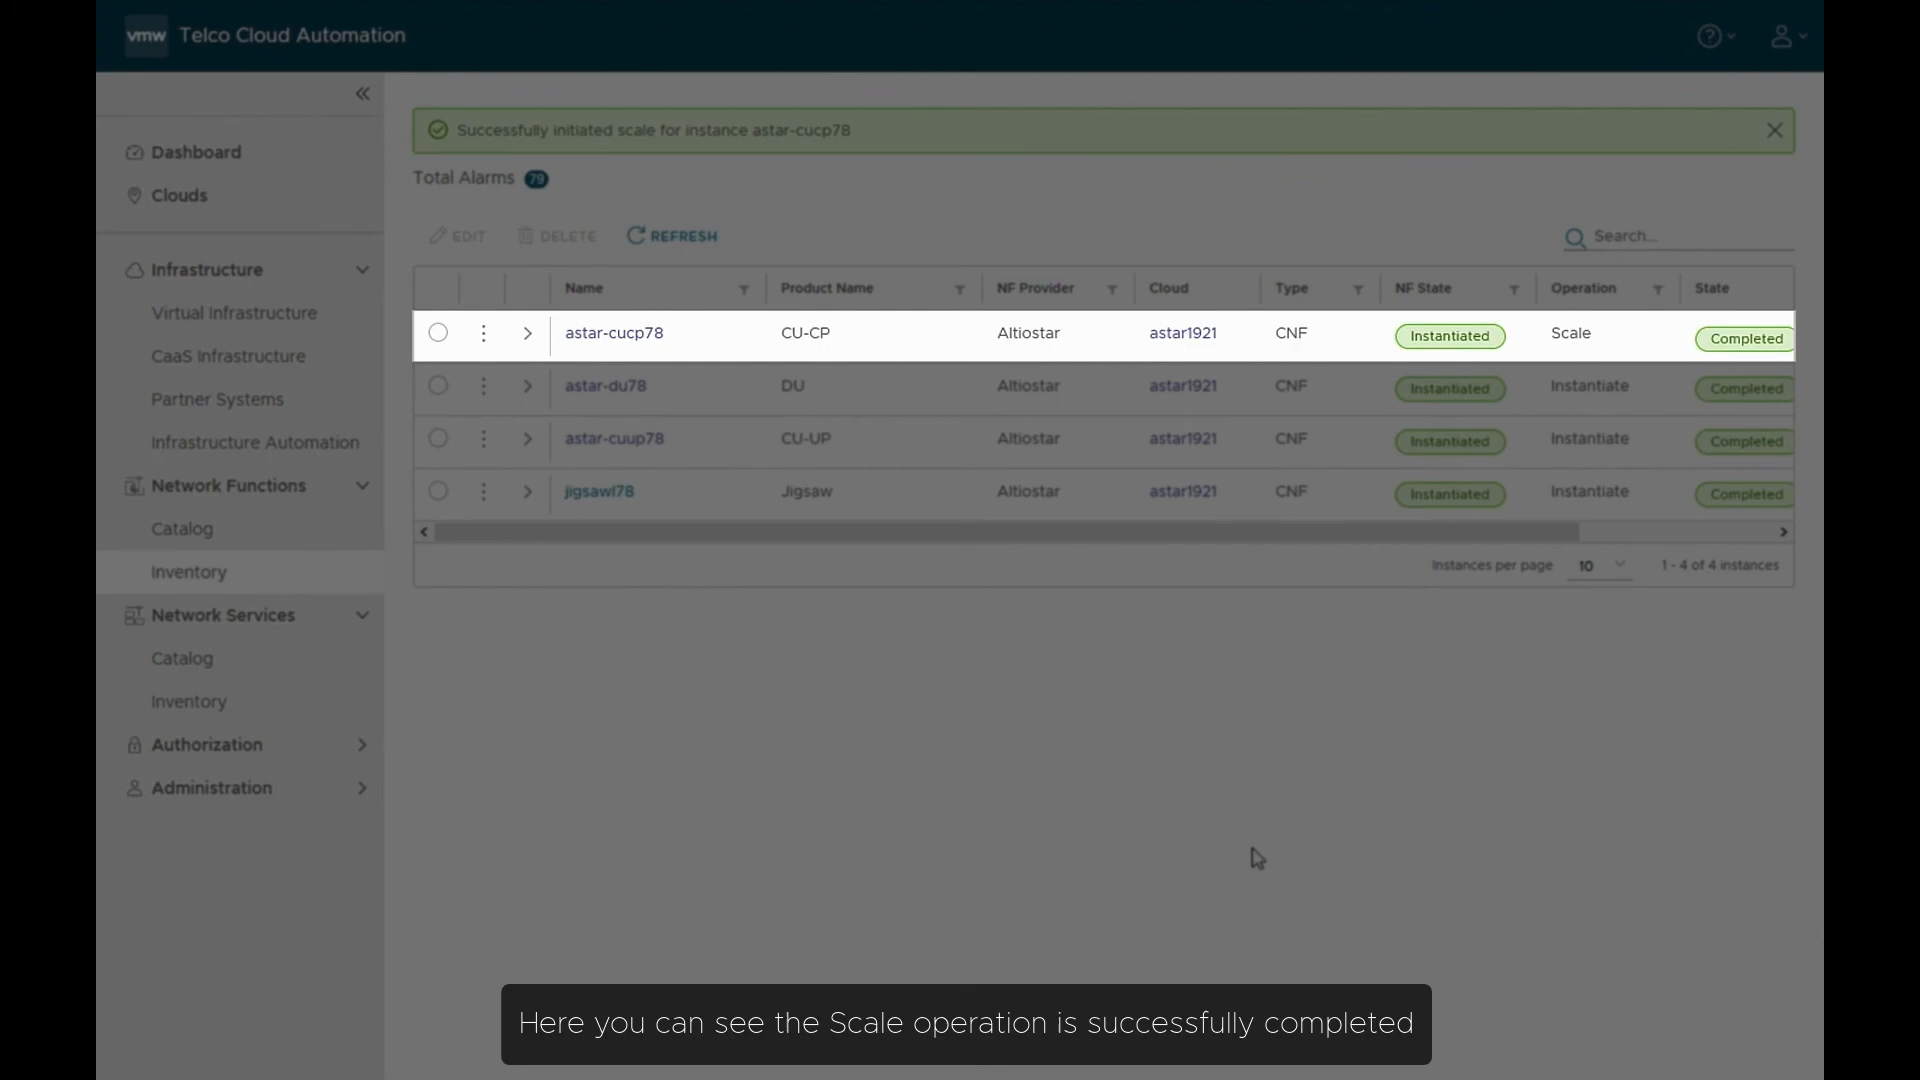 vmw Telco Cloud Automation
Successfully initiated scale for instance astar-cucp78
Total Alarms 79
EDIT DELETE REFRESH Search...
Dashboard
Clouds
Infrastructure
Virtual Infrastructure
CaaS Infrastructure
Partner Systems
Infrastructure Automation
Network Functions
Catalog
Inventory
Network Services
Catalog
Inventory
Authorization
Administration
Name Product Name NF Provider Cloud Type NF State Operation State
astar-cucp78 CU-CP Altiostar astar1921 CNF Instantiated Scale Completed
astar-du78 DU Altiostar astar1921 CNF Instantiated Instantiate Completed
astar-cuup78 CU-UP Altiostar astar1921 CNF Instantiated Instantiate Completed
jigsawl78 Jigsaw Altiostar astar1921 CNF Instantiated Instantiate Completed
Instances per page 10 1 - 4 of 4 instances
Here you can see the Scale operation is successfully completed